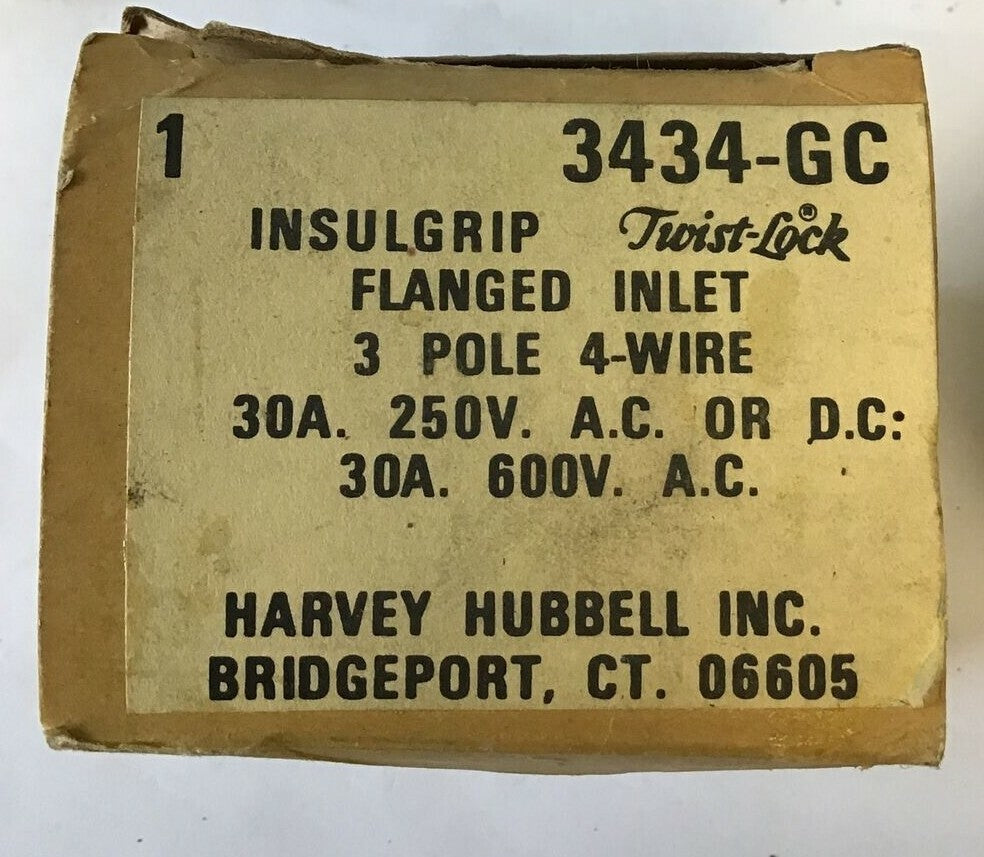 1 3434-GC
INSULGRIP Twist-Lock®
FLANGED INLET
3 POLE 4-WIRE
30A. 250V. A.C. OR D.C:
30A. 600V. A.C.
HARVEY HUBBELL INC.
BRIDGEPORT, CT. 06605